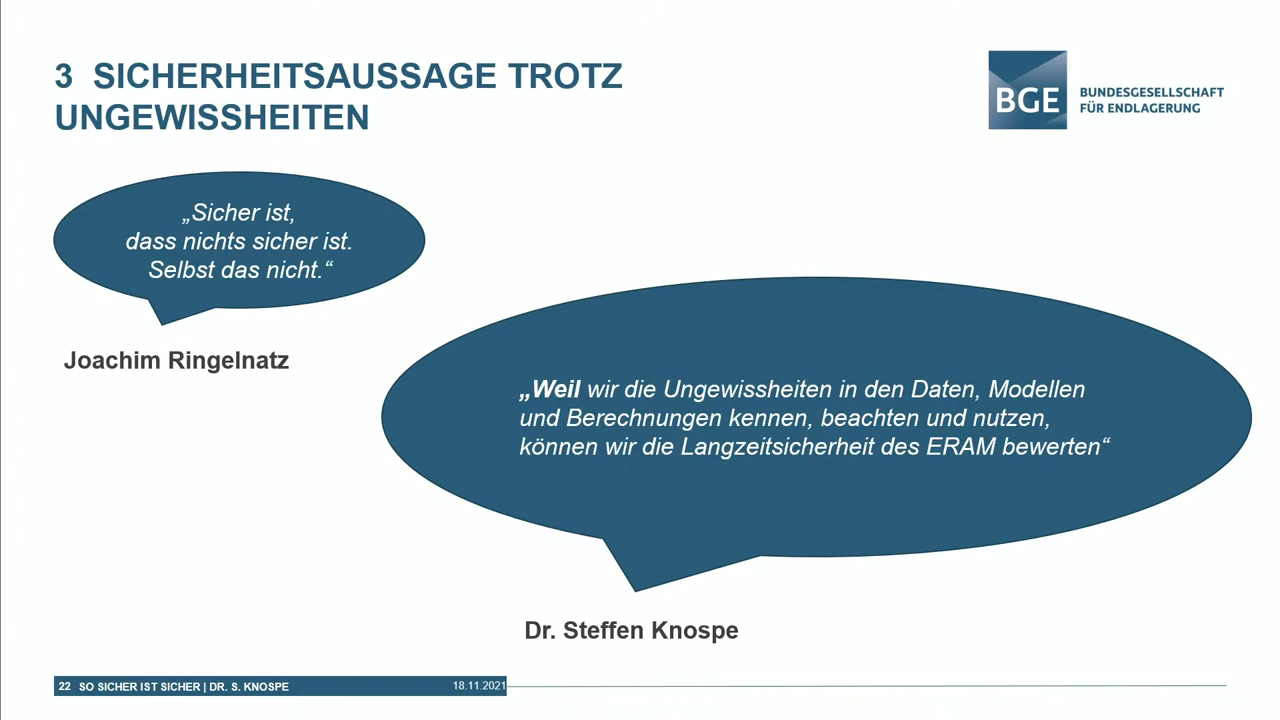 3 SICHERHEITSAUSSAGE TROTZ
UNGEWISSHEITEN
BGE
BUNDESGESELLSCHAFT
FÜR ENDLAGERUNG
„Sicher ist,
dass nichts sicher ist.
Selbst das nicht.“
Joachim Ringelnatz
„Weil wir die Ungewissheiten in den Daten, Modellen
und Berechnungen kennen, beachten und nutzen,
können wir die Langzeitsicherheit des ERAM bewerten“
Dr. Steffen Knospe
22 SO SICHER IST SICHER | DR. S. KNOSPE 18.11.2021